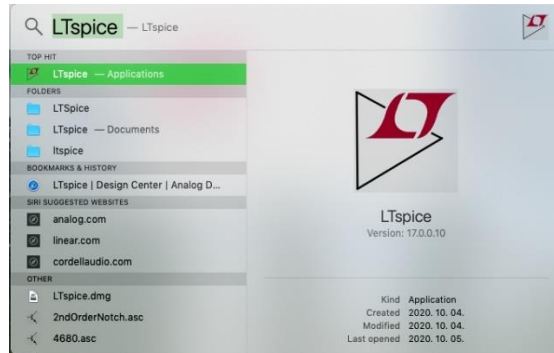 LTspice — LTspice
TOP HIT
LTspice — Applications
FOLDERS
LTSpice
LTspice — Documents
ltspice
BOOKMARKS & HISTORY
LTspice | Design Center | Analog D...
SIRI SUGGESTED WEBSITES
analog.com
linear.com
cordellaudio.com
OTHER
LTspice.dmg
2ndOrderNotch.asc
4680.asc
LTspice
Version: 17.0.0.10
Kind Application
Created 2020. 10. 04.
Modified 2020. 10. 04.
Last opened 2020. 10. 05.